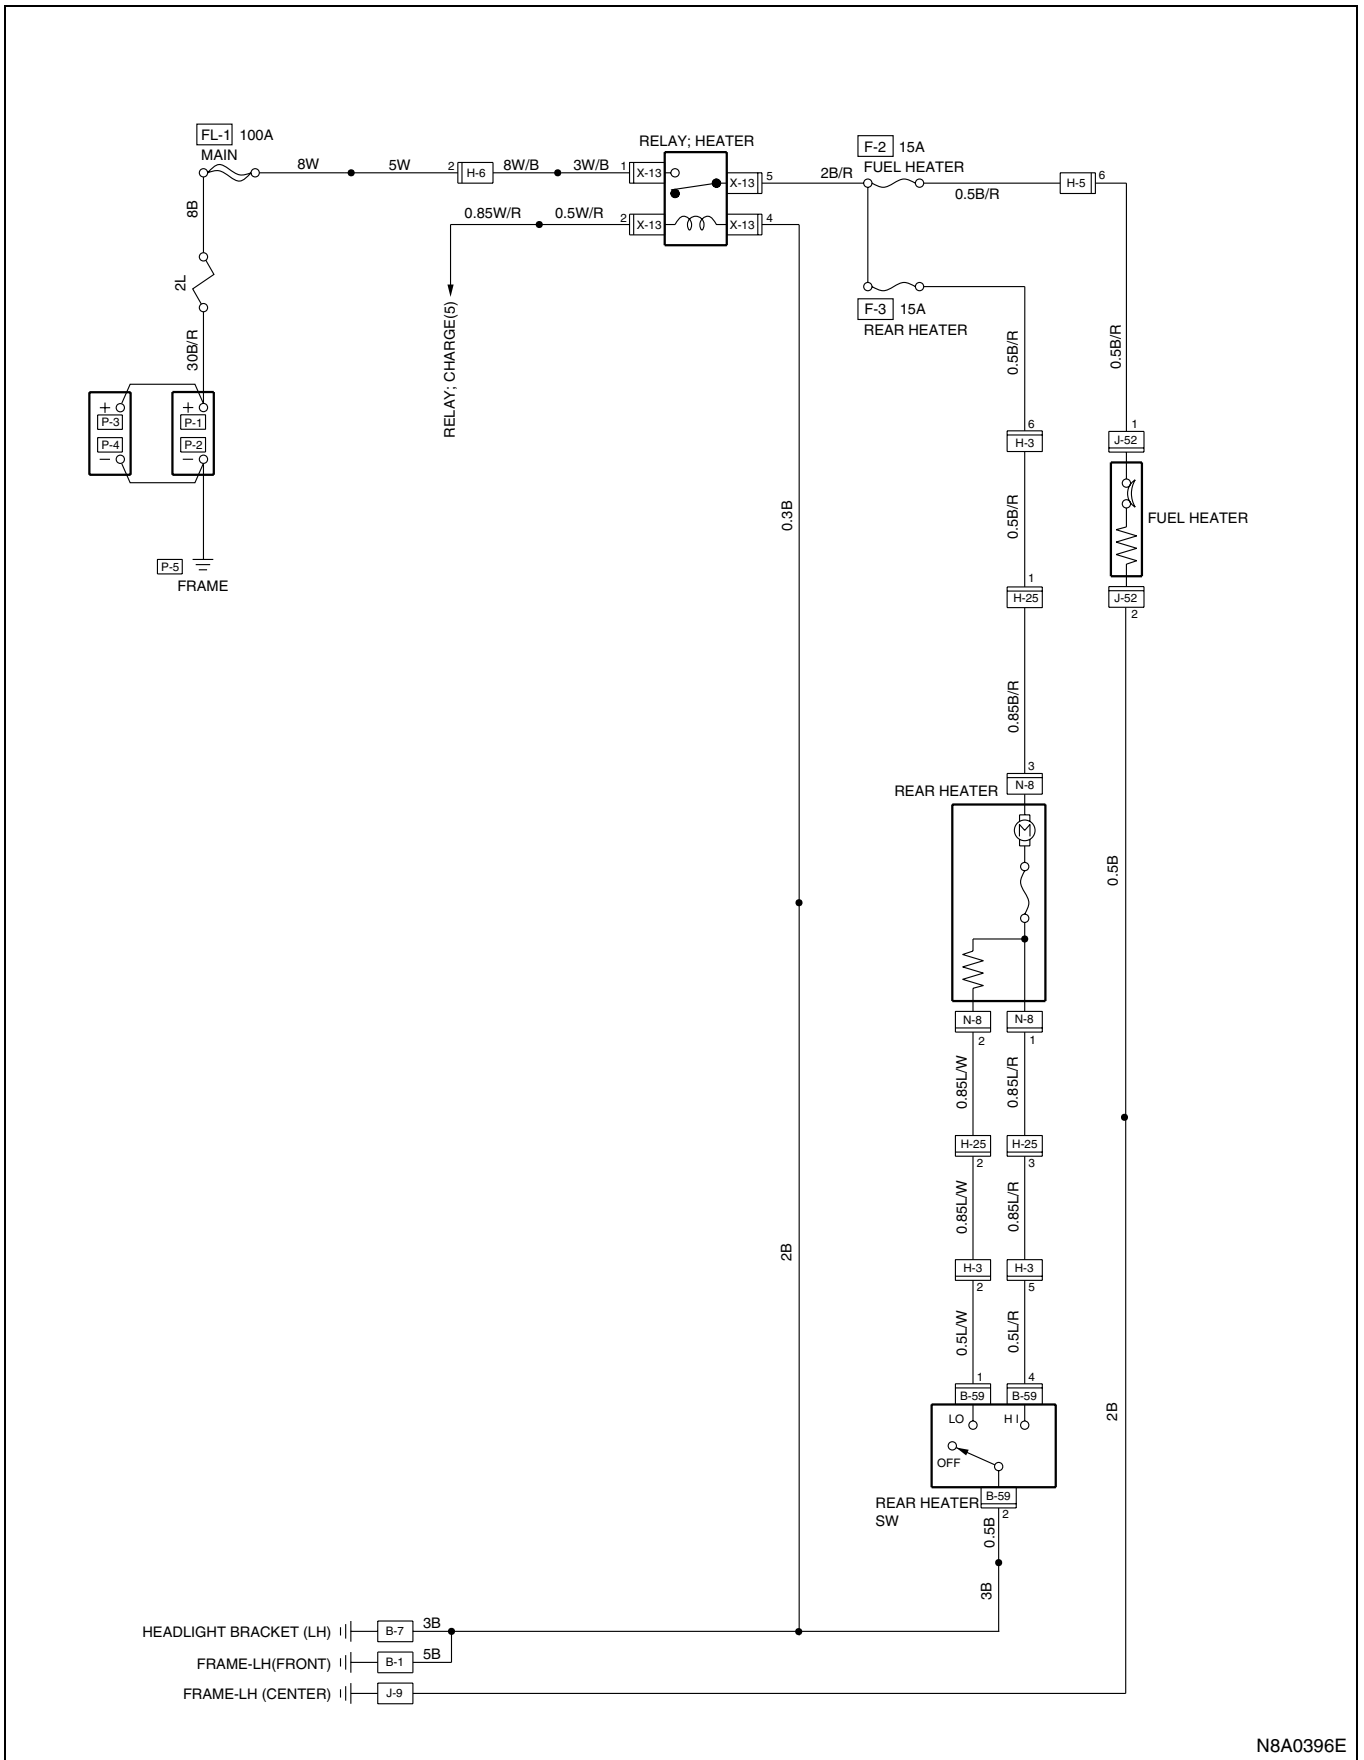 FL-1 100A
MAIN
8W
5W
2 H-6
8W/B
3W/B
1 X-13
RELAY; HEATER
X-13 5
2B/R
F-2 15A
FUEL HEATER
0.5B/R
H-5 6
0.85W/R
0.5W/R
2 X-13
X-13 4
8B
2L
30B/R
RELAY; CHARGE(5)
F-3 15A
REAR HEATER
0.5B/R
0.5B/R
+ +
P-3 P-1
P-4 P-2
− −
6
H-3
1
J-52
0.3B
0.5B/R
FUEL HEATER
P-5
FRAME
1
H-25
J-52
2
0.85B/R
3
N-8
REAR HEATER
M
0.5B
N-8 N-8
2 1
0.85L/W 0.85L/R
H-25 H-25
2 3
0.85L/W 0.85L/R
2B
H-3 H-3
2 5
0.5L/W 0.5L/R
1 4
B-59 B-59
LO HI
OFF
2B
B-59
2
REAR HEATER
SW
0.5B
3B
HEADLIGHT BRACKET (LH) B-7 3B
FRAME-LH(FRONT) B-1 5B
FRAME-LH (CENTER) J-9
N8A0396E